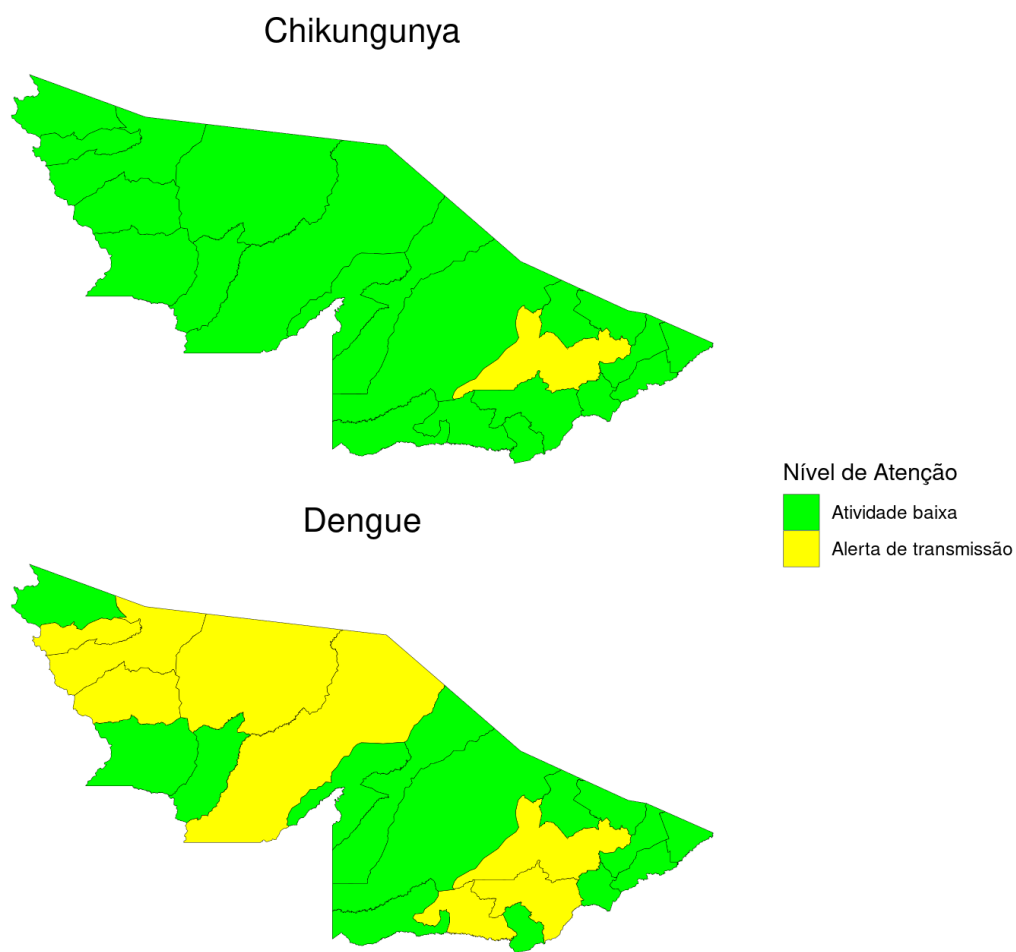 Chikungunya
Dengue
Nível de Atenção
Atividade baixa
Alerta de transmissão